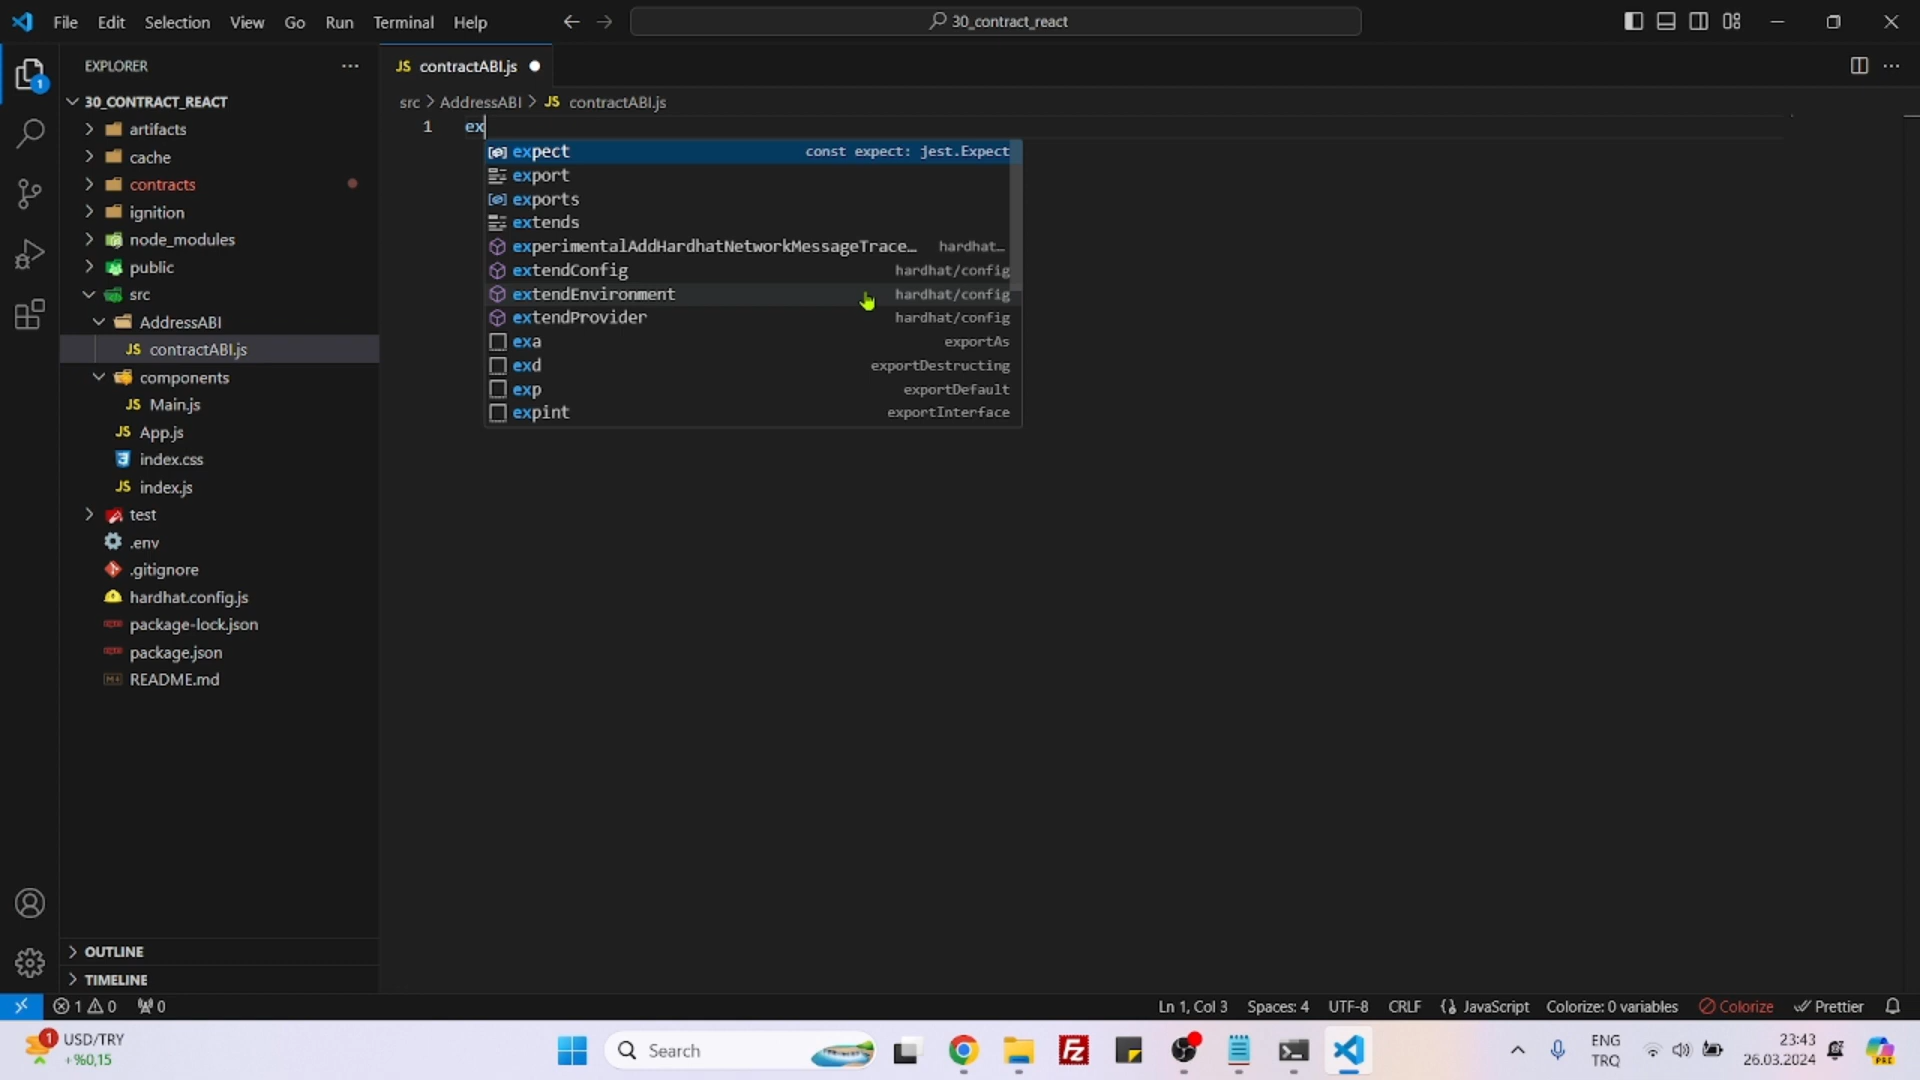 File Edit Selection View Go Run Terminal Help
30_contract_react
EXPLORER
JS contractABI.js
30_CONTRACT_REACT
src > AddressABI > JS contractABI.js
1 ex
artifacts
cache
contracts
ignition
node_modules
public
src
AddressABI
JS contractABI.js
components
JS Main.js
JS App.js
index.css
JS index.js
test
.env
.gitignore
hardhat.config.js
package-lock.json
package.json
README.md
expect const expect: jest.Expect
export
exports
extends
experimentalAddHardhatNetworkMessageTrace… hardhat…
extendConfig hardhat/config
extendEnvironment hardhat/config
extendProvider hardhat/config
exa exportAs
exd exportDestructing
exp exportDefault
expint exportInterface
OUTLINE
TIMELINE
1 0 0
Ln 1, Col 3 Spaces: 4 UTF-8 CRLF {} JavaScript Colorize: 0 variables Colorize Prettier
1 USD/TRY
+%0,15
Search
ENG
TRQ
23:43
26.03.2024
PRE